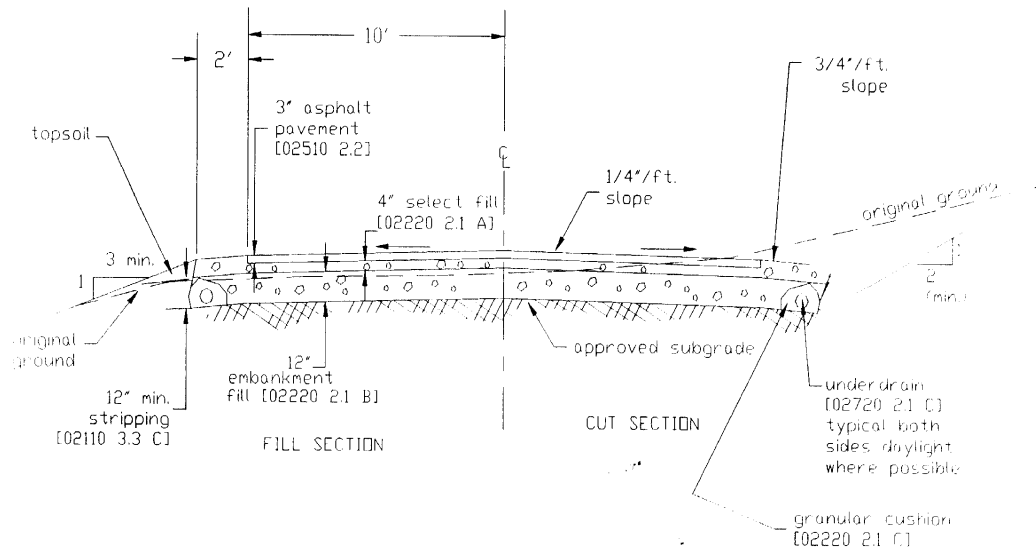 10'
2'
3" asphalt
pavement
[02510 2.2]
topsoil
3/4"/ft.
slope
℄
1/4"/ft.
slope
4" select fill
[02220 2.1 A]
original ground
3 min.
1
2
(min.)
original
ground
approved subgrade
12"
embankment
fill [02220 2.1 B]
12" min.
stripping
[02110 3.3 C]
FILL SECTION
CUT SECTION
underdrain
[02720 2.1 C]
typical both
sides daylight
where possible
granular cushion
[02220 2.1 C]